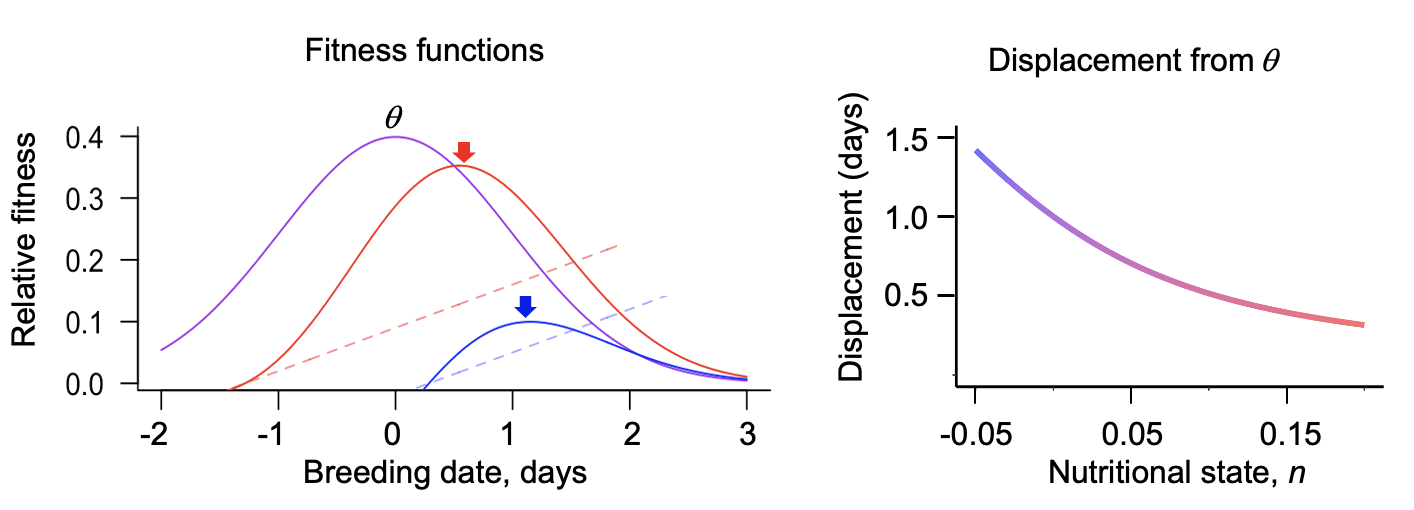 Fitness functions
θ
Relative fitness
0.4
0.3
0.2
0.1
0.0
-2 -1 0 1 2 3
Breeding date, days
Displacement from θ
Displacement (days)
1.5
1.0
0.5
-0.05 0.05 0.15
Nutritional state, n